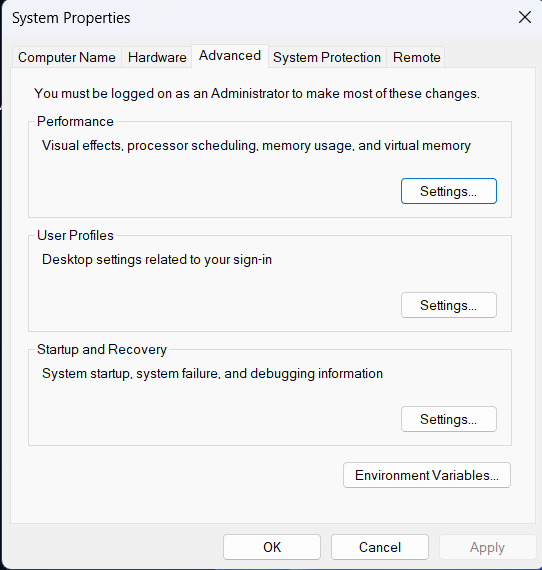 System Properties
Computer Name Hardware Advanced System Protection Remote
You must be logged on as an Administrator to make most of these changes.
Performance
Visual effects, processor scheduling, memory usage, and virtual memory
Settings...
User Profiles
Desktop settings related to your sign-in
Settings...
Startup and Recovery
System startup, system failure, and debugging information
Settings...
Environment Variables...
OK Cancel Apply